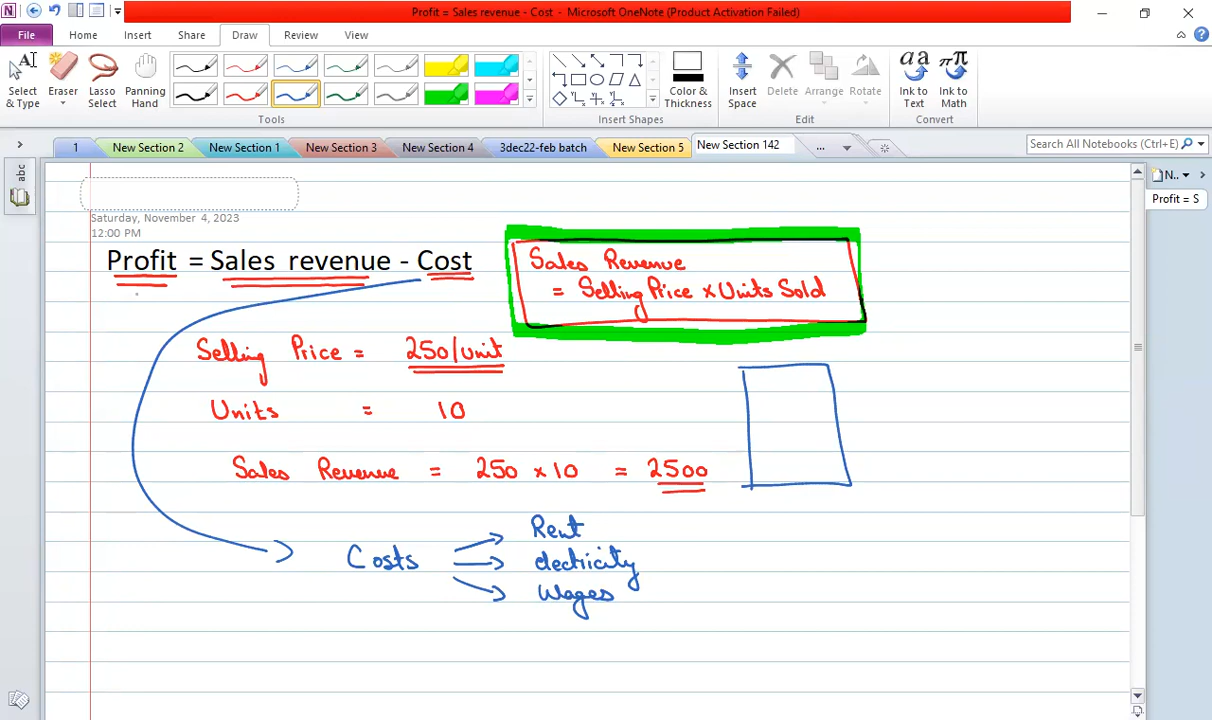 Profit = Sales revenue - Cost - Microsoft OneNote (Product Activation Failed)
File Home Insert Share Draw Review View
Select & Type
Eraser
Lasso Select
Panning Hand
Color & Thickness
Insert Space
Delete
Arrange
Rotate
Ink to Text
Ink to Math
Tools
Insert Shapes
Edit
Convert
1 New Section 2 New Section 1 New Section 3 New Section 4 3dec22-feb batch New Section 5 New Section 142 ...
Search All Notebooks (Ctrl+E)
abc
N..
Profit = S
Saturday, November 4, 2023
12:00 PM
Profit = Sales revenue - Cost
Sales Revenue
= Selling Price × Units Sold
Selling Price = 250/unit
Units = 10
Sales Revenue = 250 × 10 = 2500
Costs
Rent
electricity
Wages